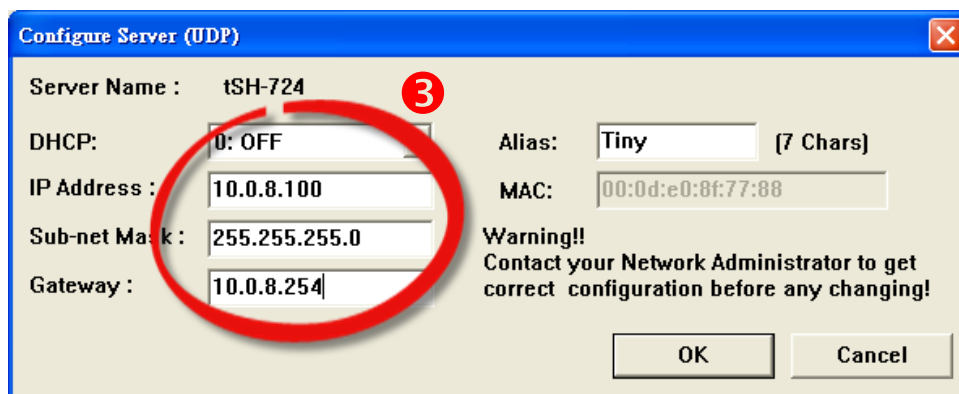 Configure Server (UDP)
Server Name : tSH-724
3
DHCP: 0: OFF Alias: Tiny (7 Chars)
IP Address : 10.0.8.100 MAC: 00:0d:e0:8f:77:88
Sub-net Mask : 255.255.255.0 Warning!!
Contact your Network Administrator to get
Gateway : 10.0.8.254 correct configuration before any changing!
OK Cancel